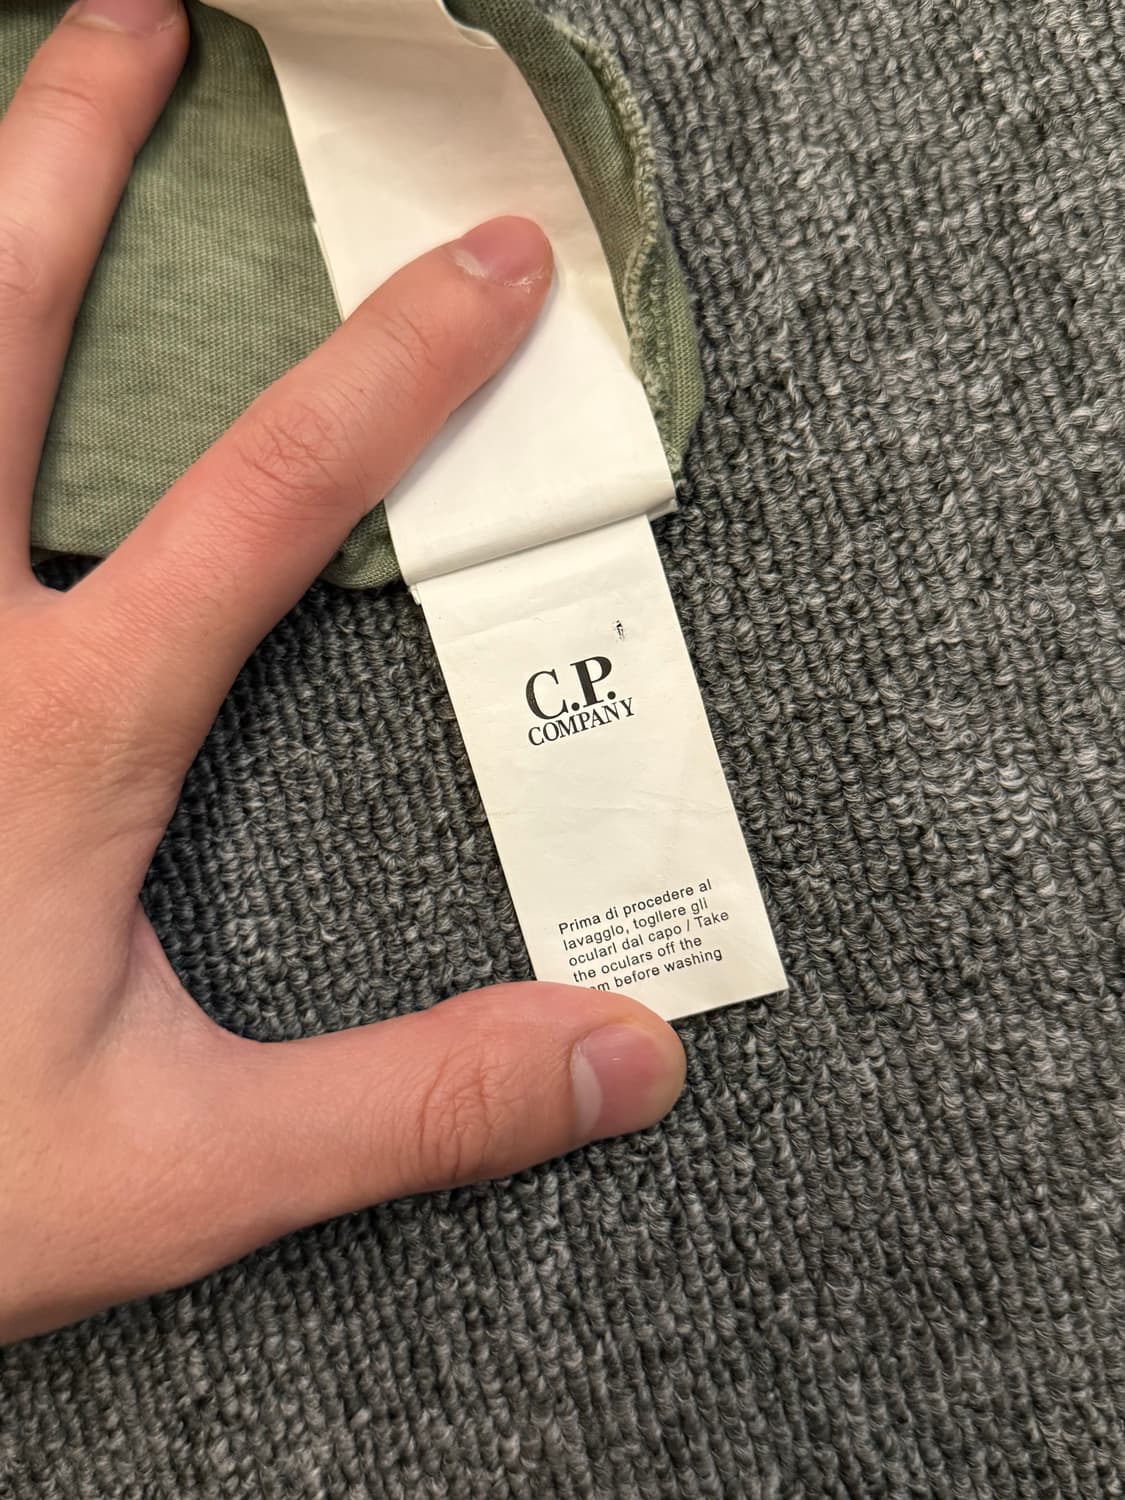 C.P.
COMPANY
Prima di procedere al
lavaggio, togliere gli
oculari dal capo / Take
the oculars off the
before washing